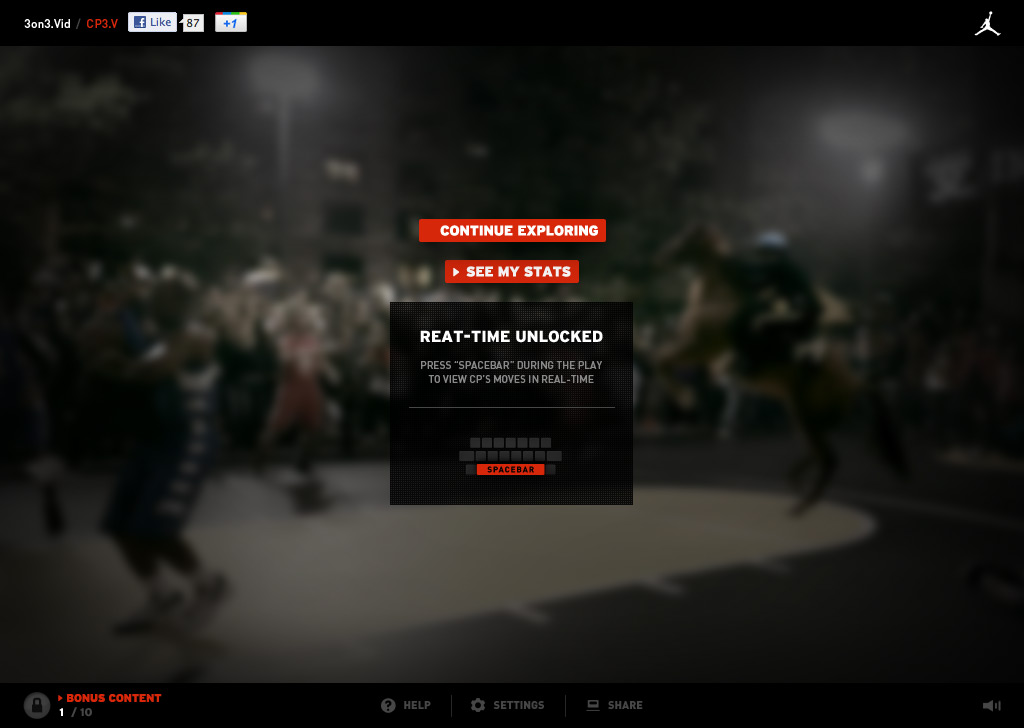 3on3.Vid / CP3.V
Like 87 +1
CONTINUE EXPLORING
SEE MY STATS
REAT-TIME UNLOCKED
PRESS "SPACEBAR" DURING THE PLAY
TO VIEW CP'S MOVES IN REAL-TIME
SPACEBAR
BONUS CONTENT
1 / 10
HELP SETTINGS SHARE